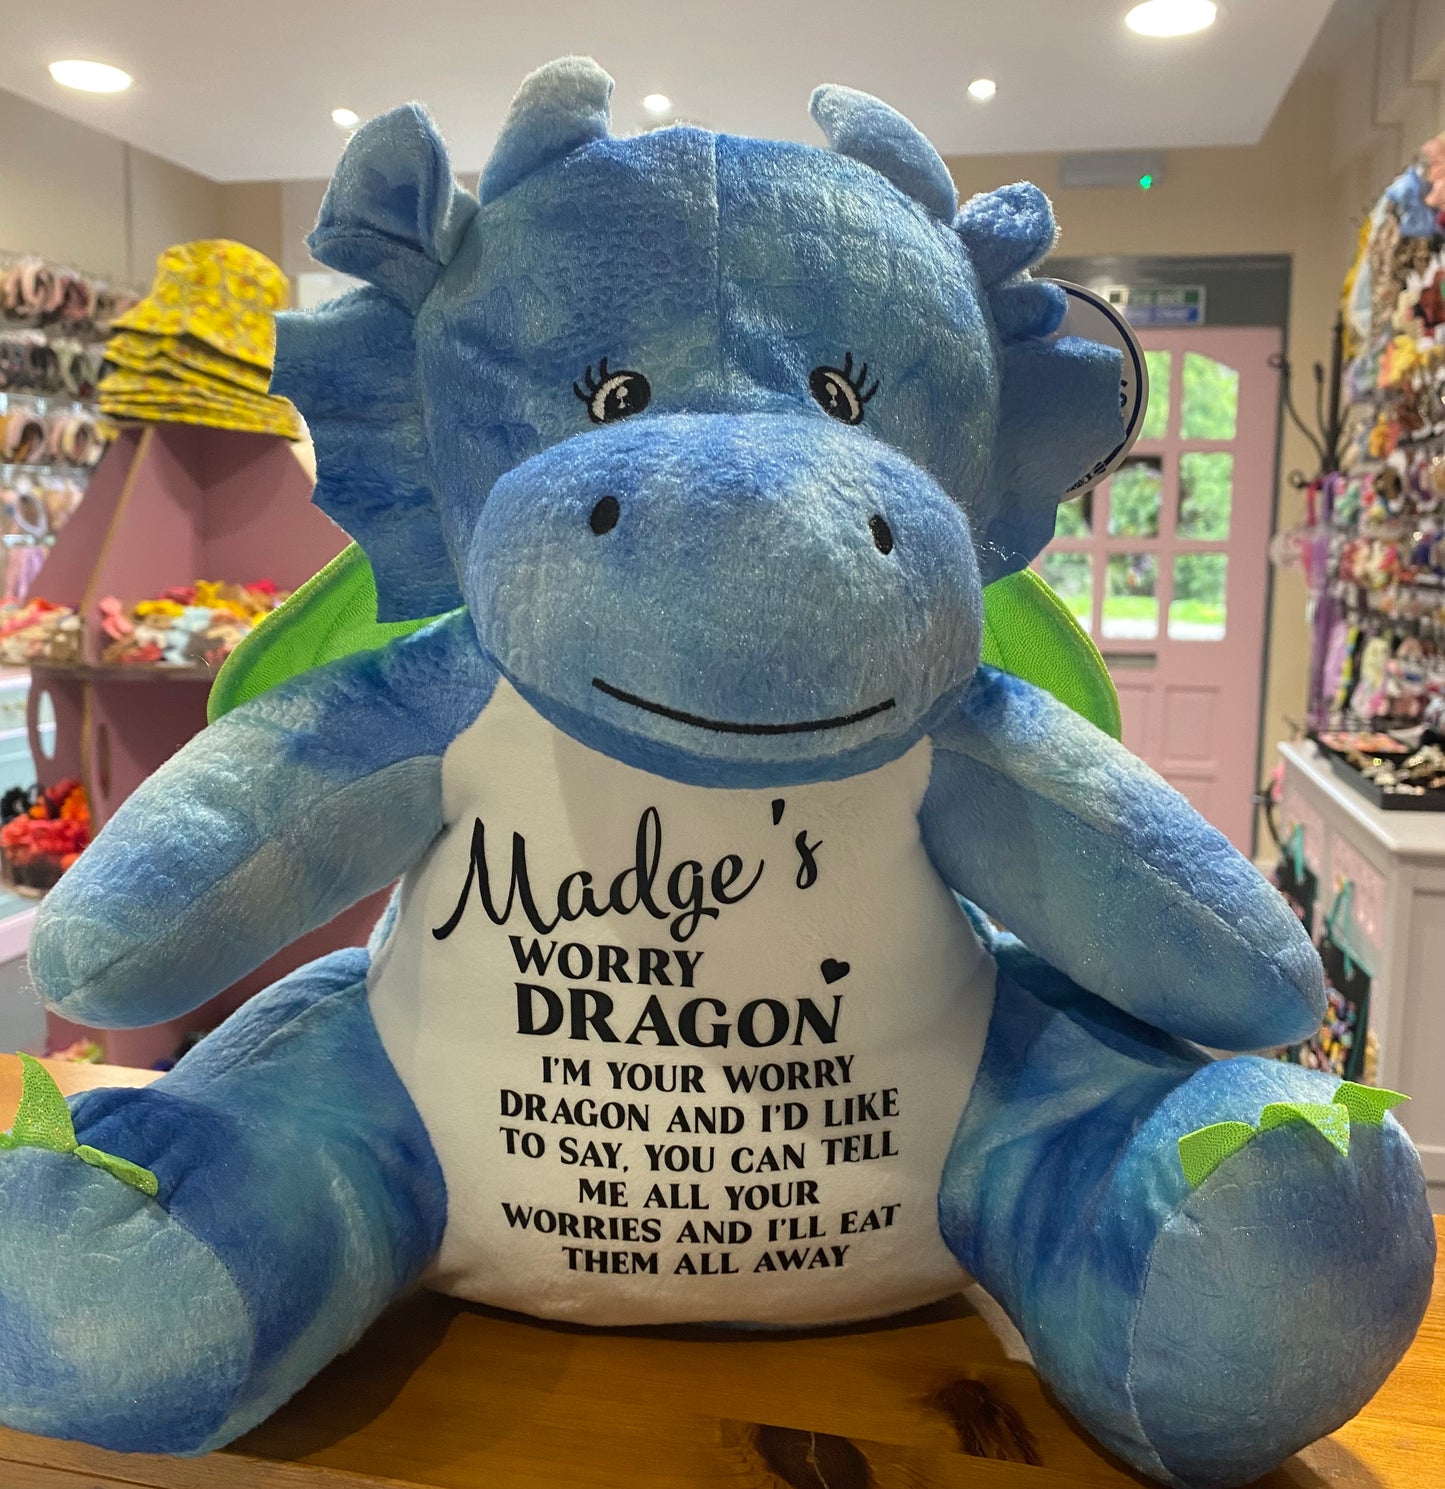 Madge's
WORRY
DRAGON
I'M YOUR WORRY
DRAGON AND I'D LIKE
TO SAY, YOU CAN TELL
ME ALL YOUR
WORRIES AND I'LL EAT
THEM ALL AWAY